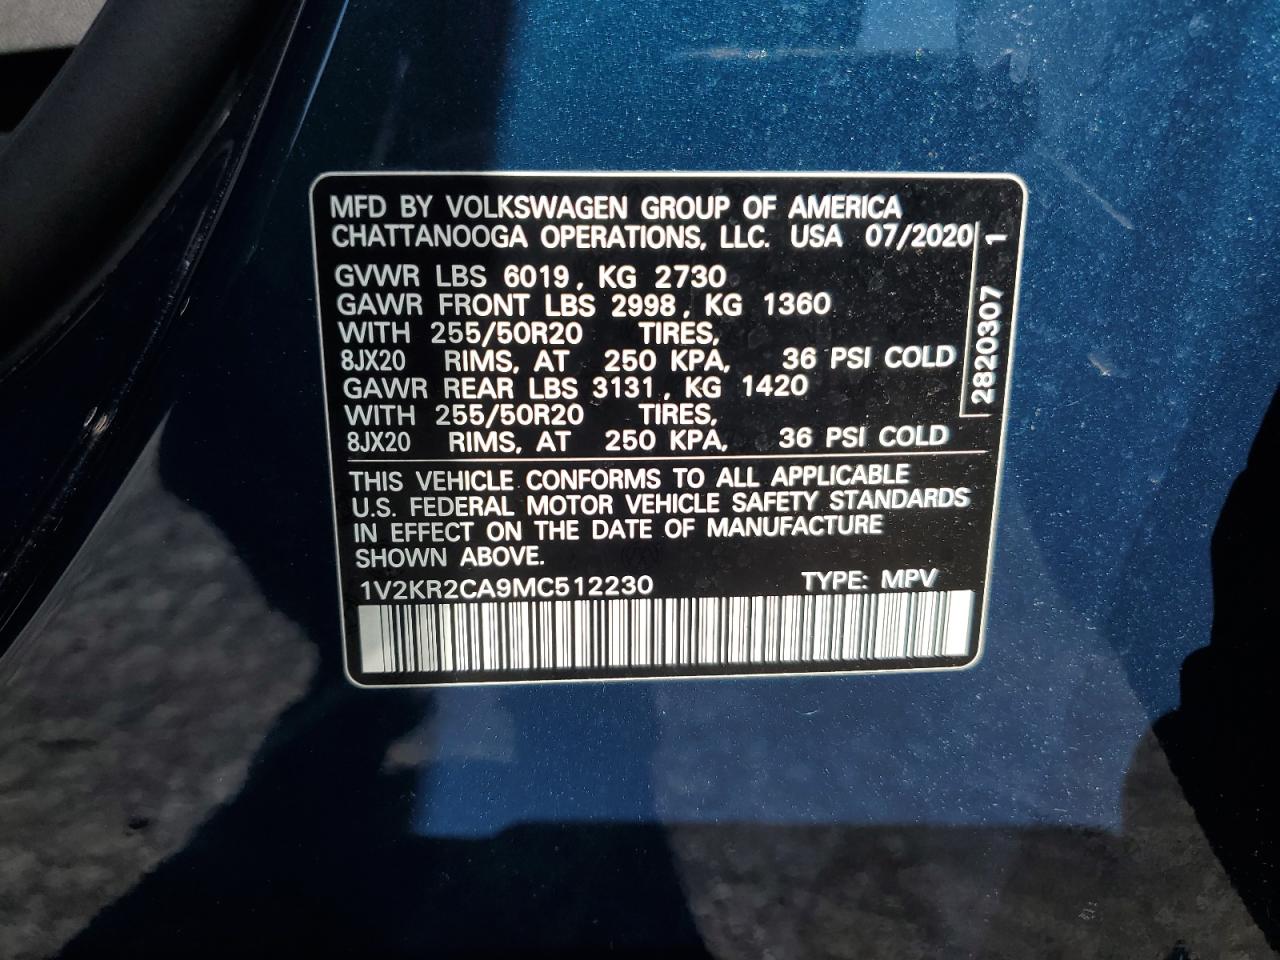 MFD BY VOLKSWAGEN GROUP OF AMERICA
CHATTANOOGA OPERATIONS, LLC. USA 07/2020
GVWR LBS 6019, KG 2730
GAWR FRONT LBS 2998, KG 1360
WITH 255/50R20 TIRES,
8JX20 RIMS, AT 250 KPA, 36 PSI COLD
GAWR REAR LBS 3131, KG 1420
WITH 255/50R20 TIRES,
8JX20 RIMS, AT 250 KPA, 36 PSI COLD
2820307 1
THIS VEHICLE CONFORMS TO ALL APPLICABLE
U.S. FEDERAL MOTOR VEHICLE SAFETY STANDARDS
IN EFFECT ON THE DATE OF MANUFACTURE
SHOWN ABOVE.
1V2KR2CA9MC512230 TYPE: MPV